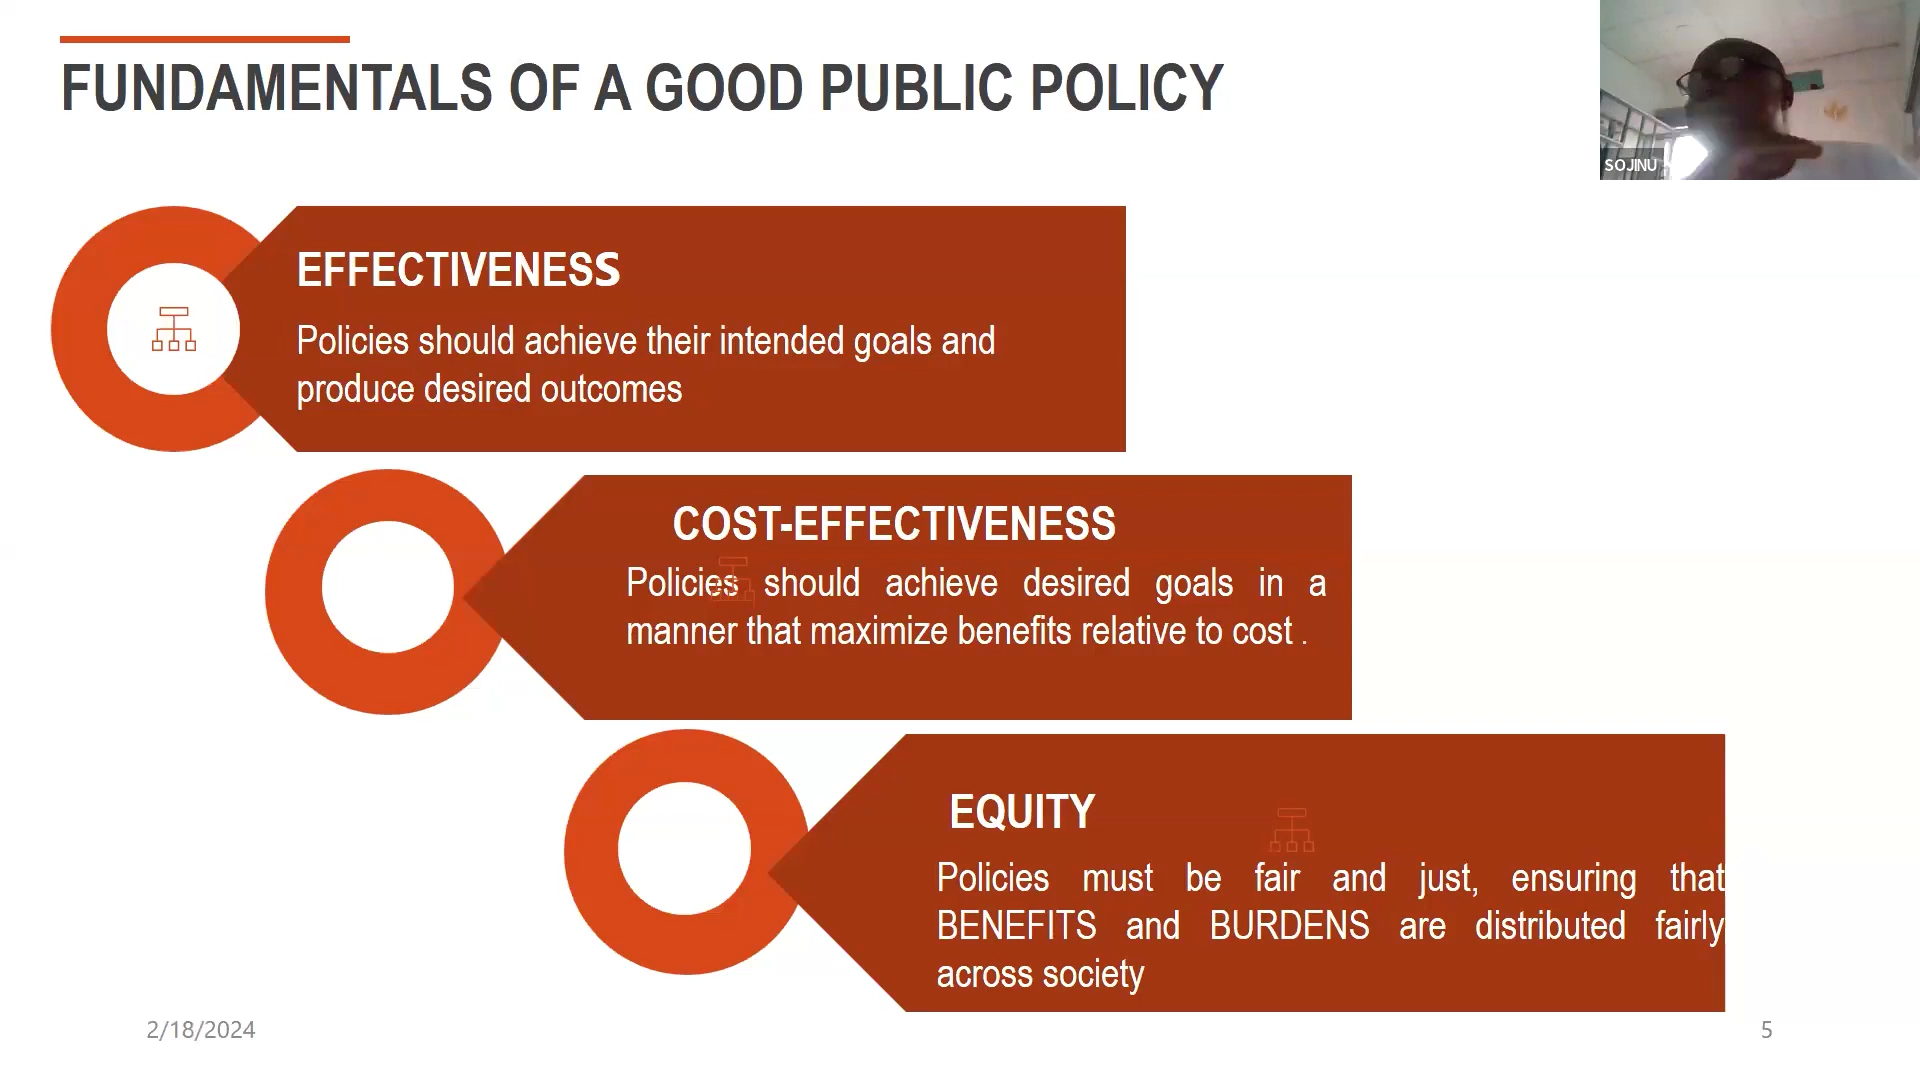 FUNDAMENTALS OF A GOOD PUBLIC POLICY
SOJINU
EFFECTIVENESS
Policies should achieve their intended goals and
produce desired outcomes
COST-EFFECTIVENESS
Policies should achieve desired goals in a
manner that maximize benefits relative to cost .
EQUITY
Policies must be fair and just, ensuring that
BENEFITS and BURDENS are distributed fairly
across society
2/18/2024
5